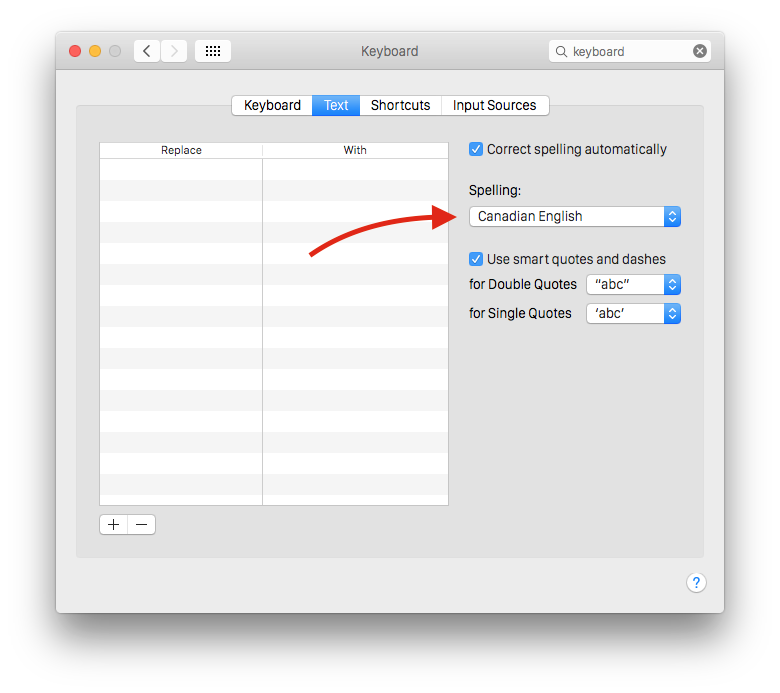 Keyboard
keyboard
Keyboard Text Shortcuts Input Sources
Replace With
Correct spelling automatically
Spelling:
Canadian English
Use smart quotes and dashes
for Double Quotes “abc”
for Single Quotes ‘abc’
?